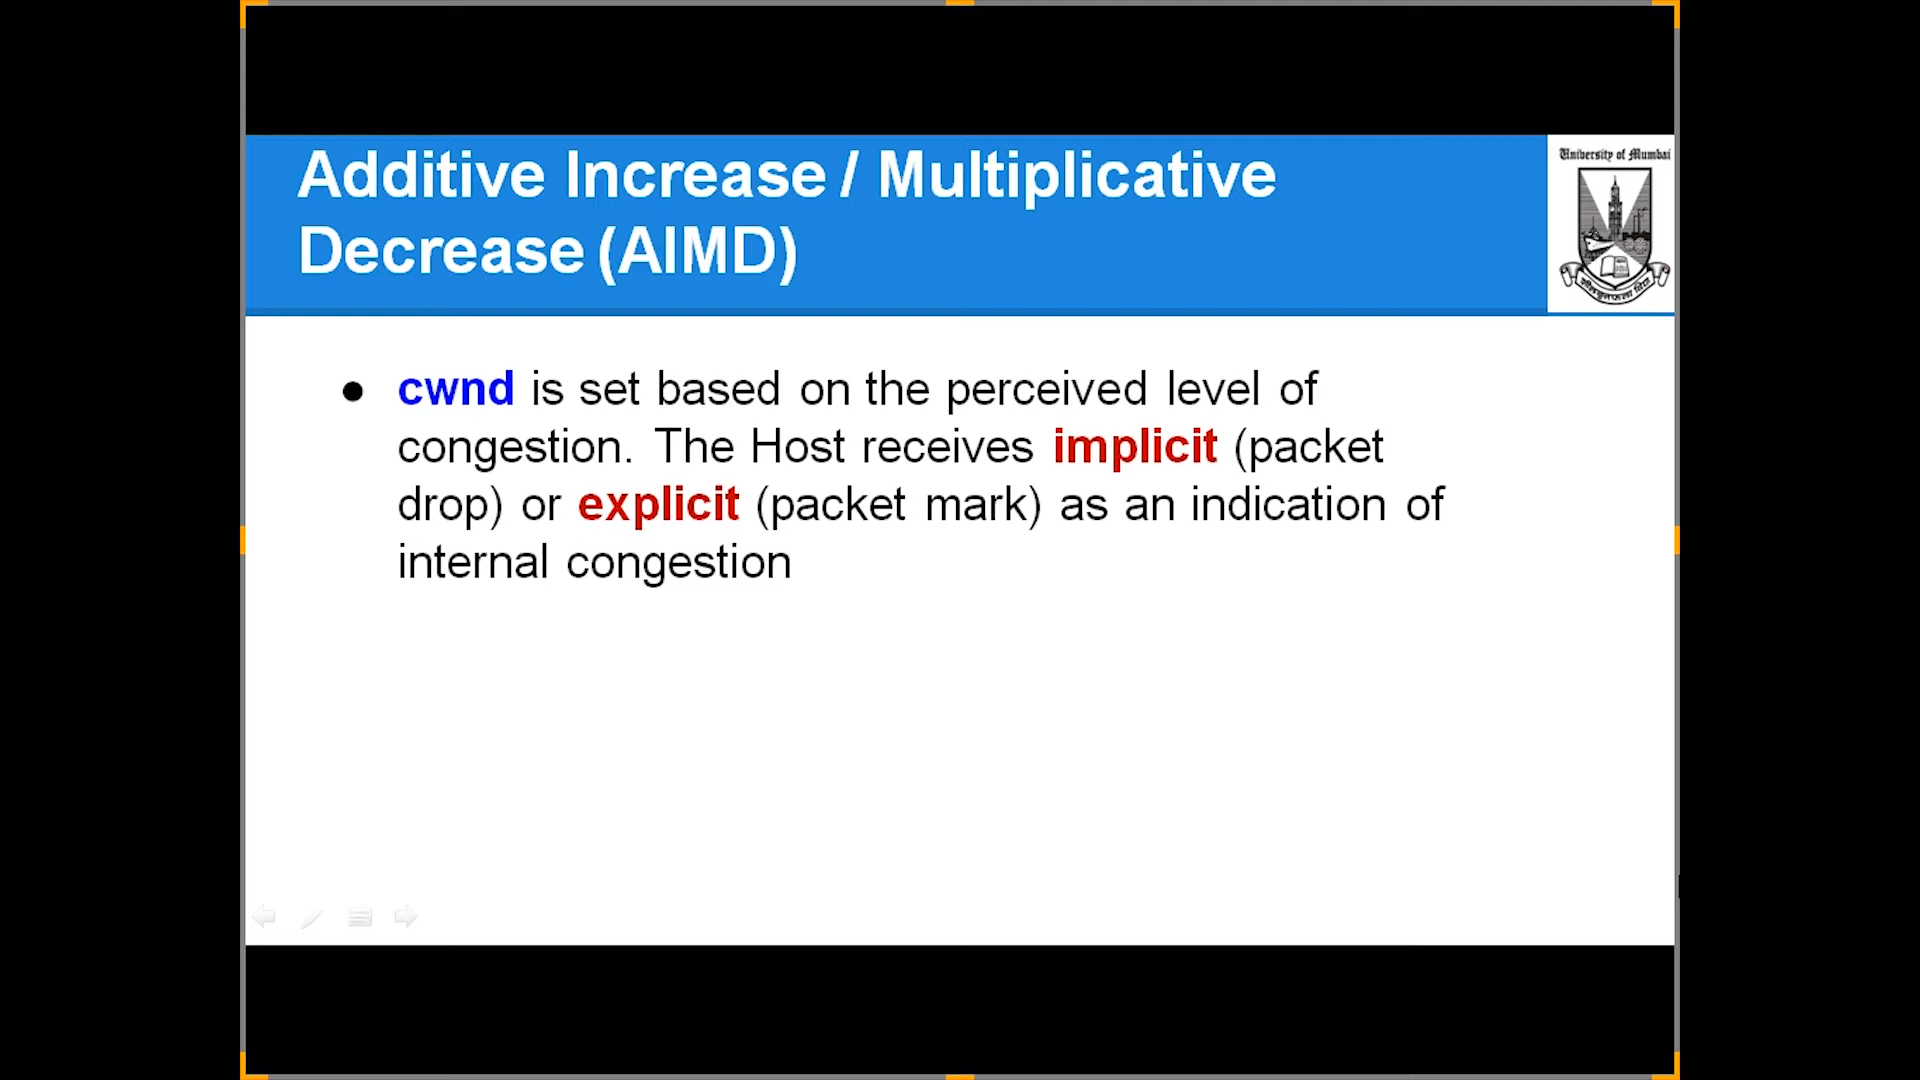 Additive Increase / Multiplicative
Decrease (AIMD)
University of Mumbai
● cwnd is set based on the perceived level of
congestion. The Host receives implicit (packet
drop) or explicit (packet mark) as an indication of
internal congestion